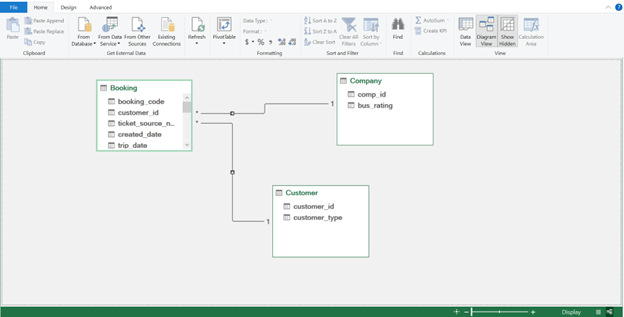 File Home Design Advanced
Paste
Paste Append
Paste Replace
Copy
Clipboard
From Database
From Data Service
From Other Sources
Existing Connections
Get External Data
Refresh
PivotTable
Data Type:
Format:
$ % ,
Formatting
Sort A to Z
Sort Z to A
Clear Sort
Clear All Filters
Sort by Column
Sort and Filter
Find
Find
AutoSum
Create KPI
Calculations
Data View
Diagram View
Show Hidden
Calculation Area
View
Booking
booking_code
customer_id
ticket_source_n...
created_date
trip_date
*
*
1
Company
comp_id
bus_rating
1
Customer
customer_id
customer_type
Display